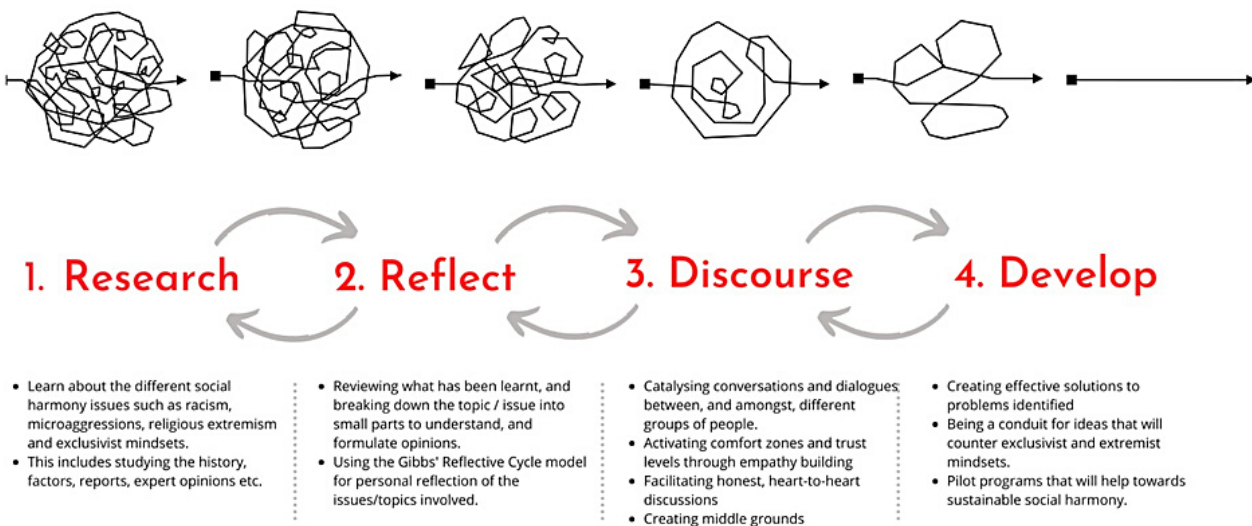 1. Research
2. Reflect
3. Discourse
4. Develop
• Learn about the different social
harmony issues such as racism,
microaggressions, religious extremism
and exclusivist mindsets.
• This includes studying the history,
factors, reports, expert opinions etc.
• Reviewing what has been learnt, and
breaking down the topic / issue into
small parts to understand, and
formulate opinions.
• Using the Gibbs' Reflective Cycle model
for personal reflection of the
issues/topics involved.
• Catalysing conversations and dialogues
between, and amongst, different
groups of people.
• Activating comfort zones and trust
levels through empathy building
• Facilitating honest, heart-to-heart
discussions
• Creating middle grounds
• Creating effective solutions to
problems identified
• Being a conduit for ideas that will
counter exclusivist and extremist
mindsets.
• Pilot programs that will help towards
sustainable social harmony.